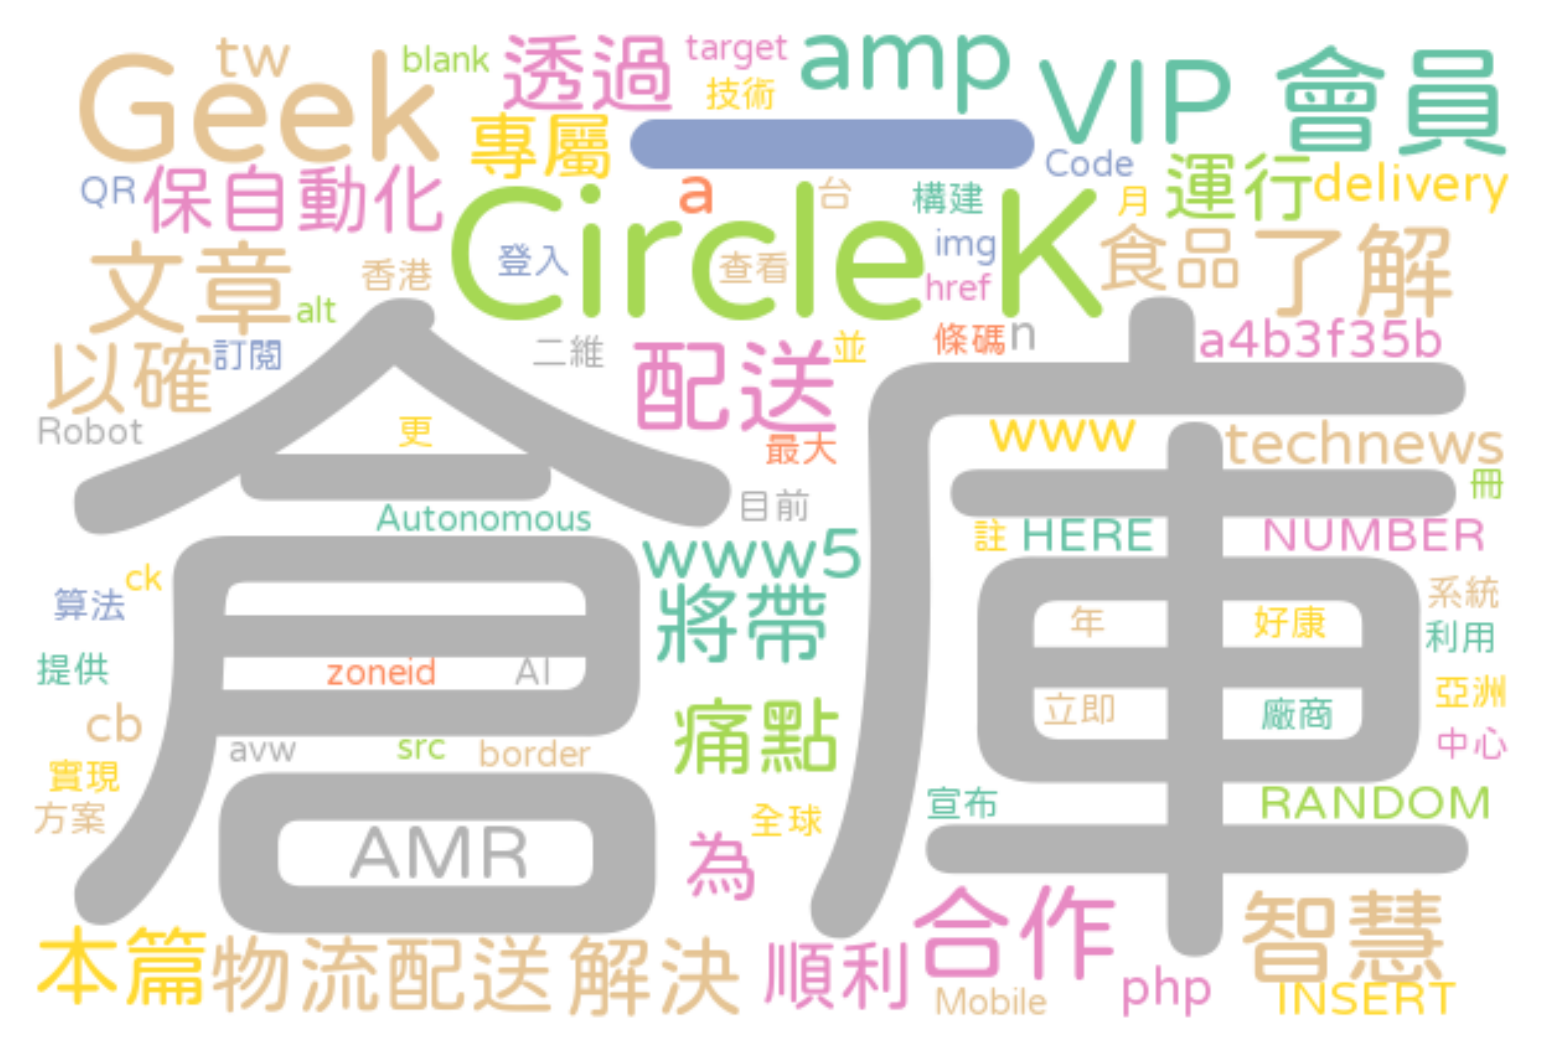 Geek
tw
blank
透過
target
技術
amp
VIP
會員
專屬
Code
QR
保自動化
a
台
構建
月
運行
delivery
Circle K
文章
香港
登入
查看
img
href
食品
了解
alt
以確
訂閱
二維
配送
並
條碼
n
a4b3f35b
Robot
更
最大
www
technews
目前
冊
Autonomous
註
HERE
NUMBER
倉庫
www5
ck
算法
將帶
年
好康
系統
利用
提供
zoneid
AI
立即
廠商
亞洲
cb
痛點
中心
avw
src
border
實現
方案
全球
宣布
RANDOM
AMR
為
本篇
物流配送
解決
順利
合作
智慧
Mobile
php
INSERT